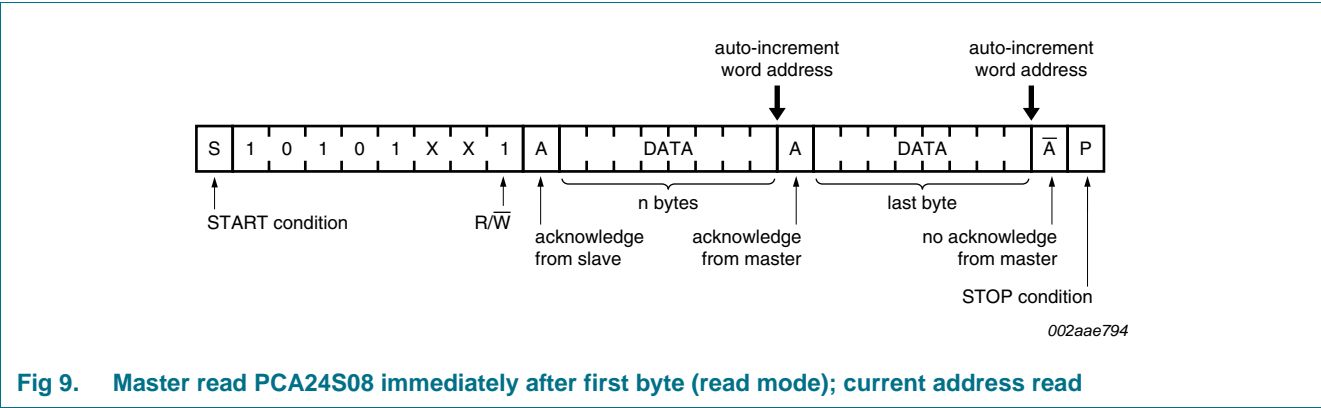 auto-increment
word address
auto-increment
word address
S 1 0 1 0 1 X X 1 A DATA A DATA A̅ P
n bytes
last byte
START condition
R/W̅
acknowledge
from slave
acknowledge
from master
no acknowledge
from master
STOP condition
002aae794
Fig 9. Master read PCA24S08 immediately after first byte (read mode); current address read